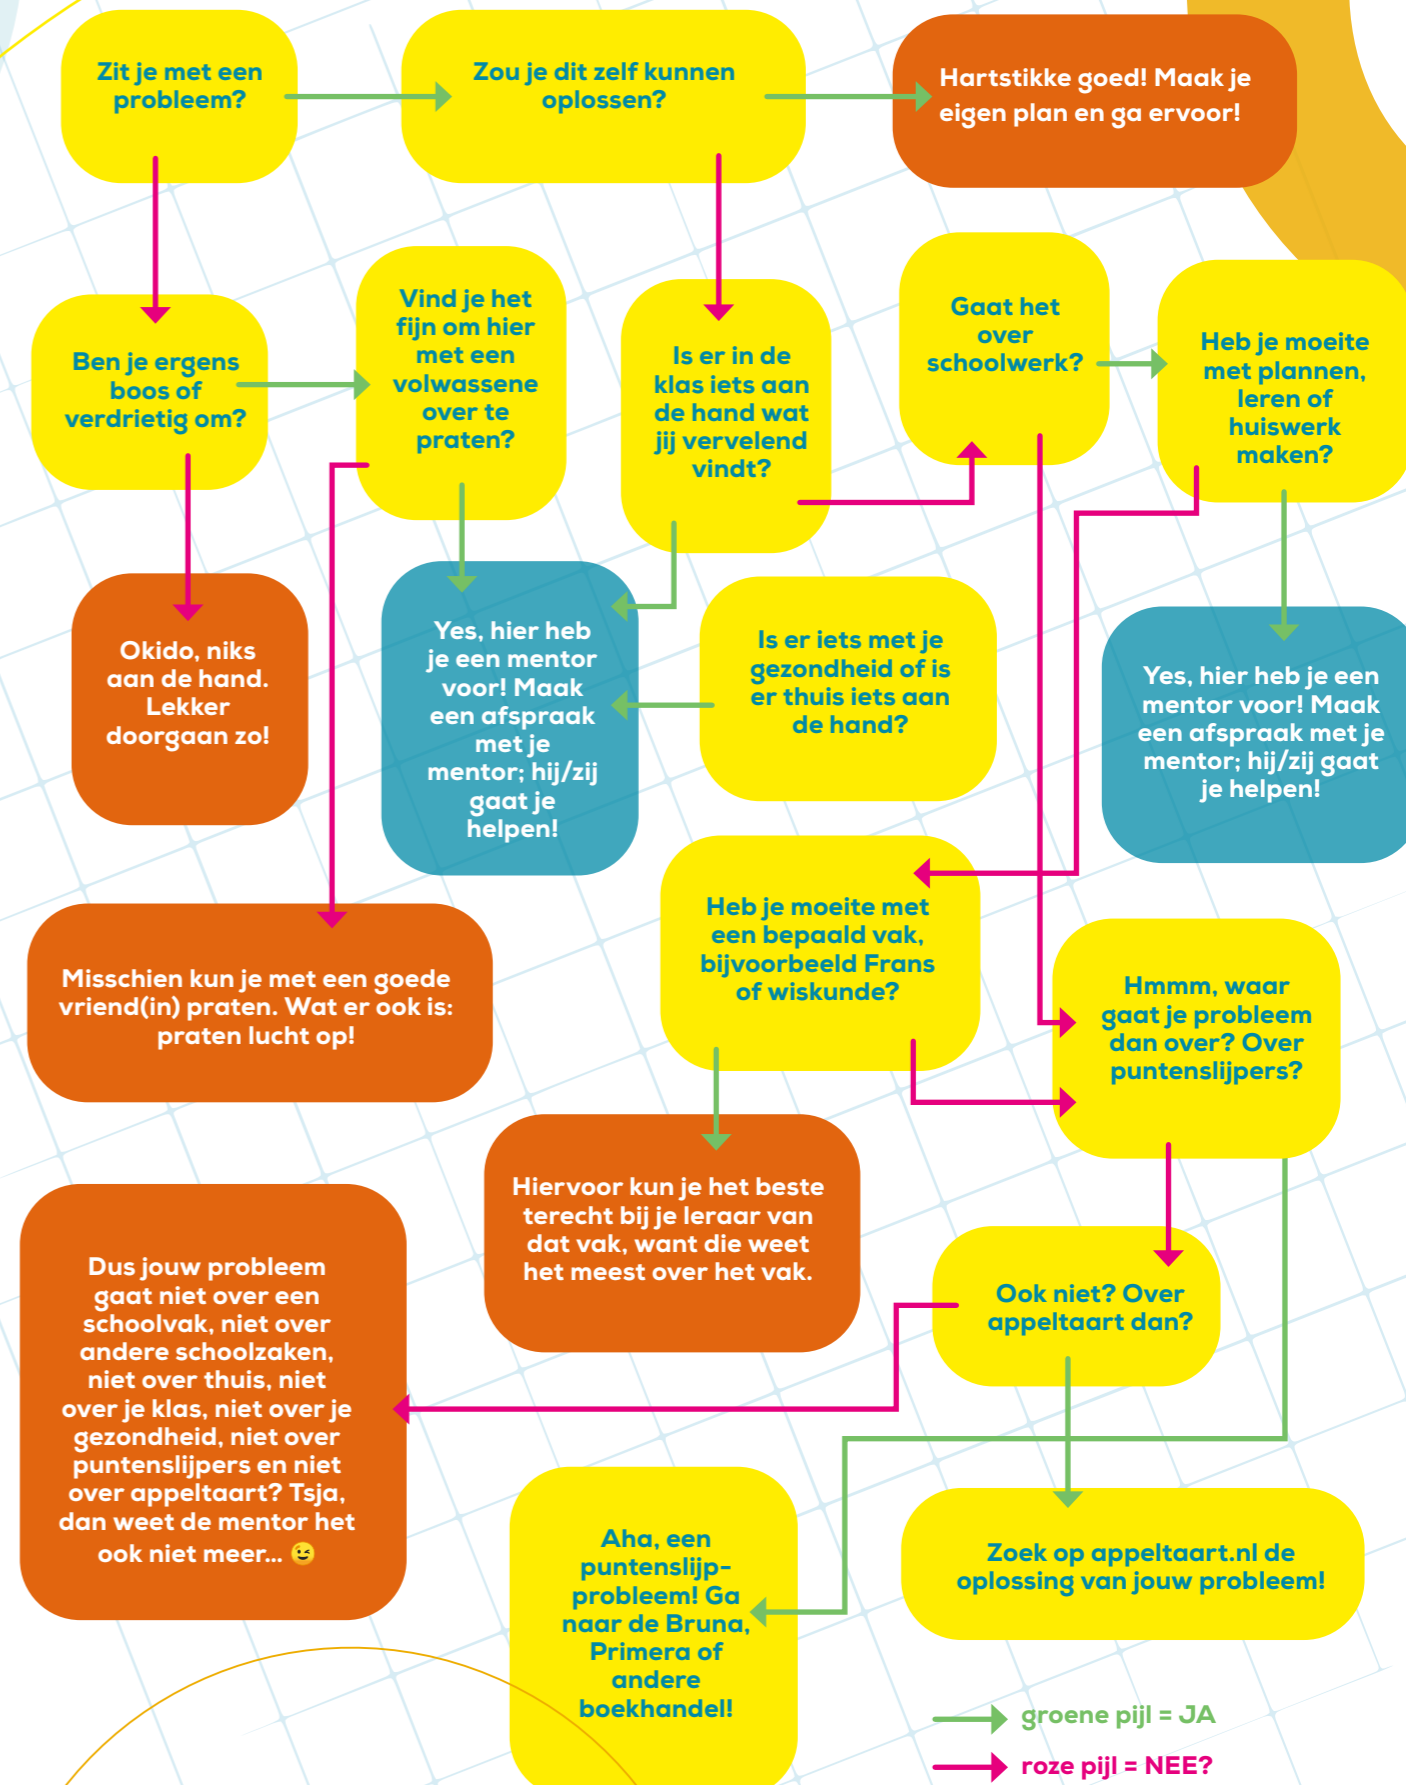 Zit je met een
probleem?
Zou je dit zelf kunnen
oplossen?
Hartstikke goed! Maak je
eigen plan en ga ervoor!
Ben je ergens
boos of
verdrietig om?
Vind je het
fijn om hier
met een
volwassene
over te
praten?
Is er in de
klas iets aan
de hand wat
jij vervelend
vindt?
Gaat het
over
schoolwerk?
Heb je moeite
met plannen,
leren of
huiswerk
maken?
Okido, niks
aan de hand.
Lekker
doorgaan zo!
Yes, hier heb
je een mentor
voor! Maak
een afspraak
met je
mentor; hij/zij
gaat je
helpen!
Is er iets met je
gezondheid of is
er thuis iets aan
de hand?
Yes, hier heb je een
mentor voor! Maak
een afspraak met je
mentor; hij/zij gaat
je helpen!
Misschien kun je met een goede
vriend(in) praten. Wat er ook is:
praten lucht op!
Heb je moeite met
een bepaald vak,
bijvoorbeeld Frans
of wiskunde?
Hmmm, waar
gaat je probleem
dan over? Over
puntenslijpers?
Hiervoor kun je het beste
terecht bij je leraar van
dat vak, want die weet
het meest over het vak.
Dus jouw probleem
gaat niet over een
schoolvak, niet over
andere schoolzaken,
niet over thuis, niet
over je klas, niet over je
gezondheid, niet over
puntenslijpers en niet
over appeltaart? Tsja,
dan weet de mentor het
ook niet meer... 😉
Ook niet? Over
appeltaart dan?
Aha, een
puntenslijp-
probleem! Ga
naar de Bruna,
Primera of
andere
boekhandel!
Zoek op appeltaart.nl de
oplossing van jouw probleem!
groene pijl = JA
roze pijl = NEE?